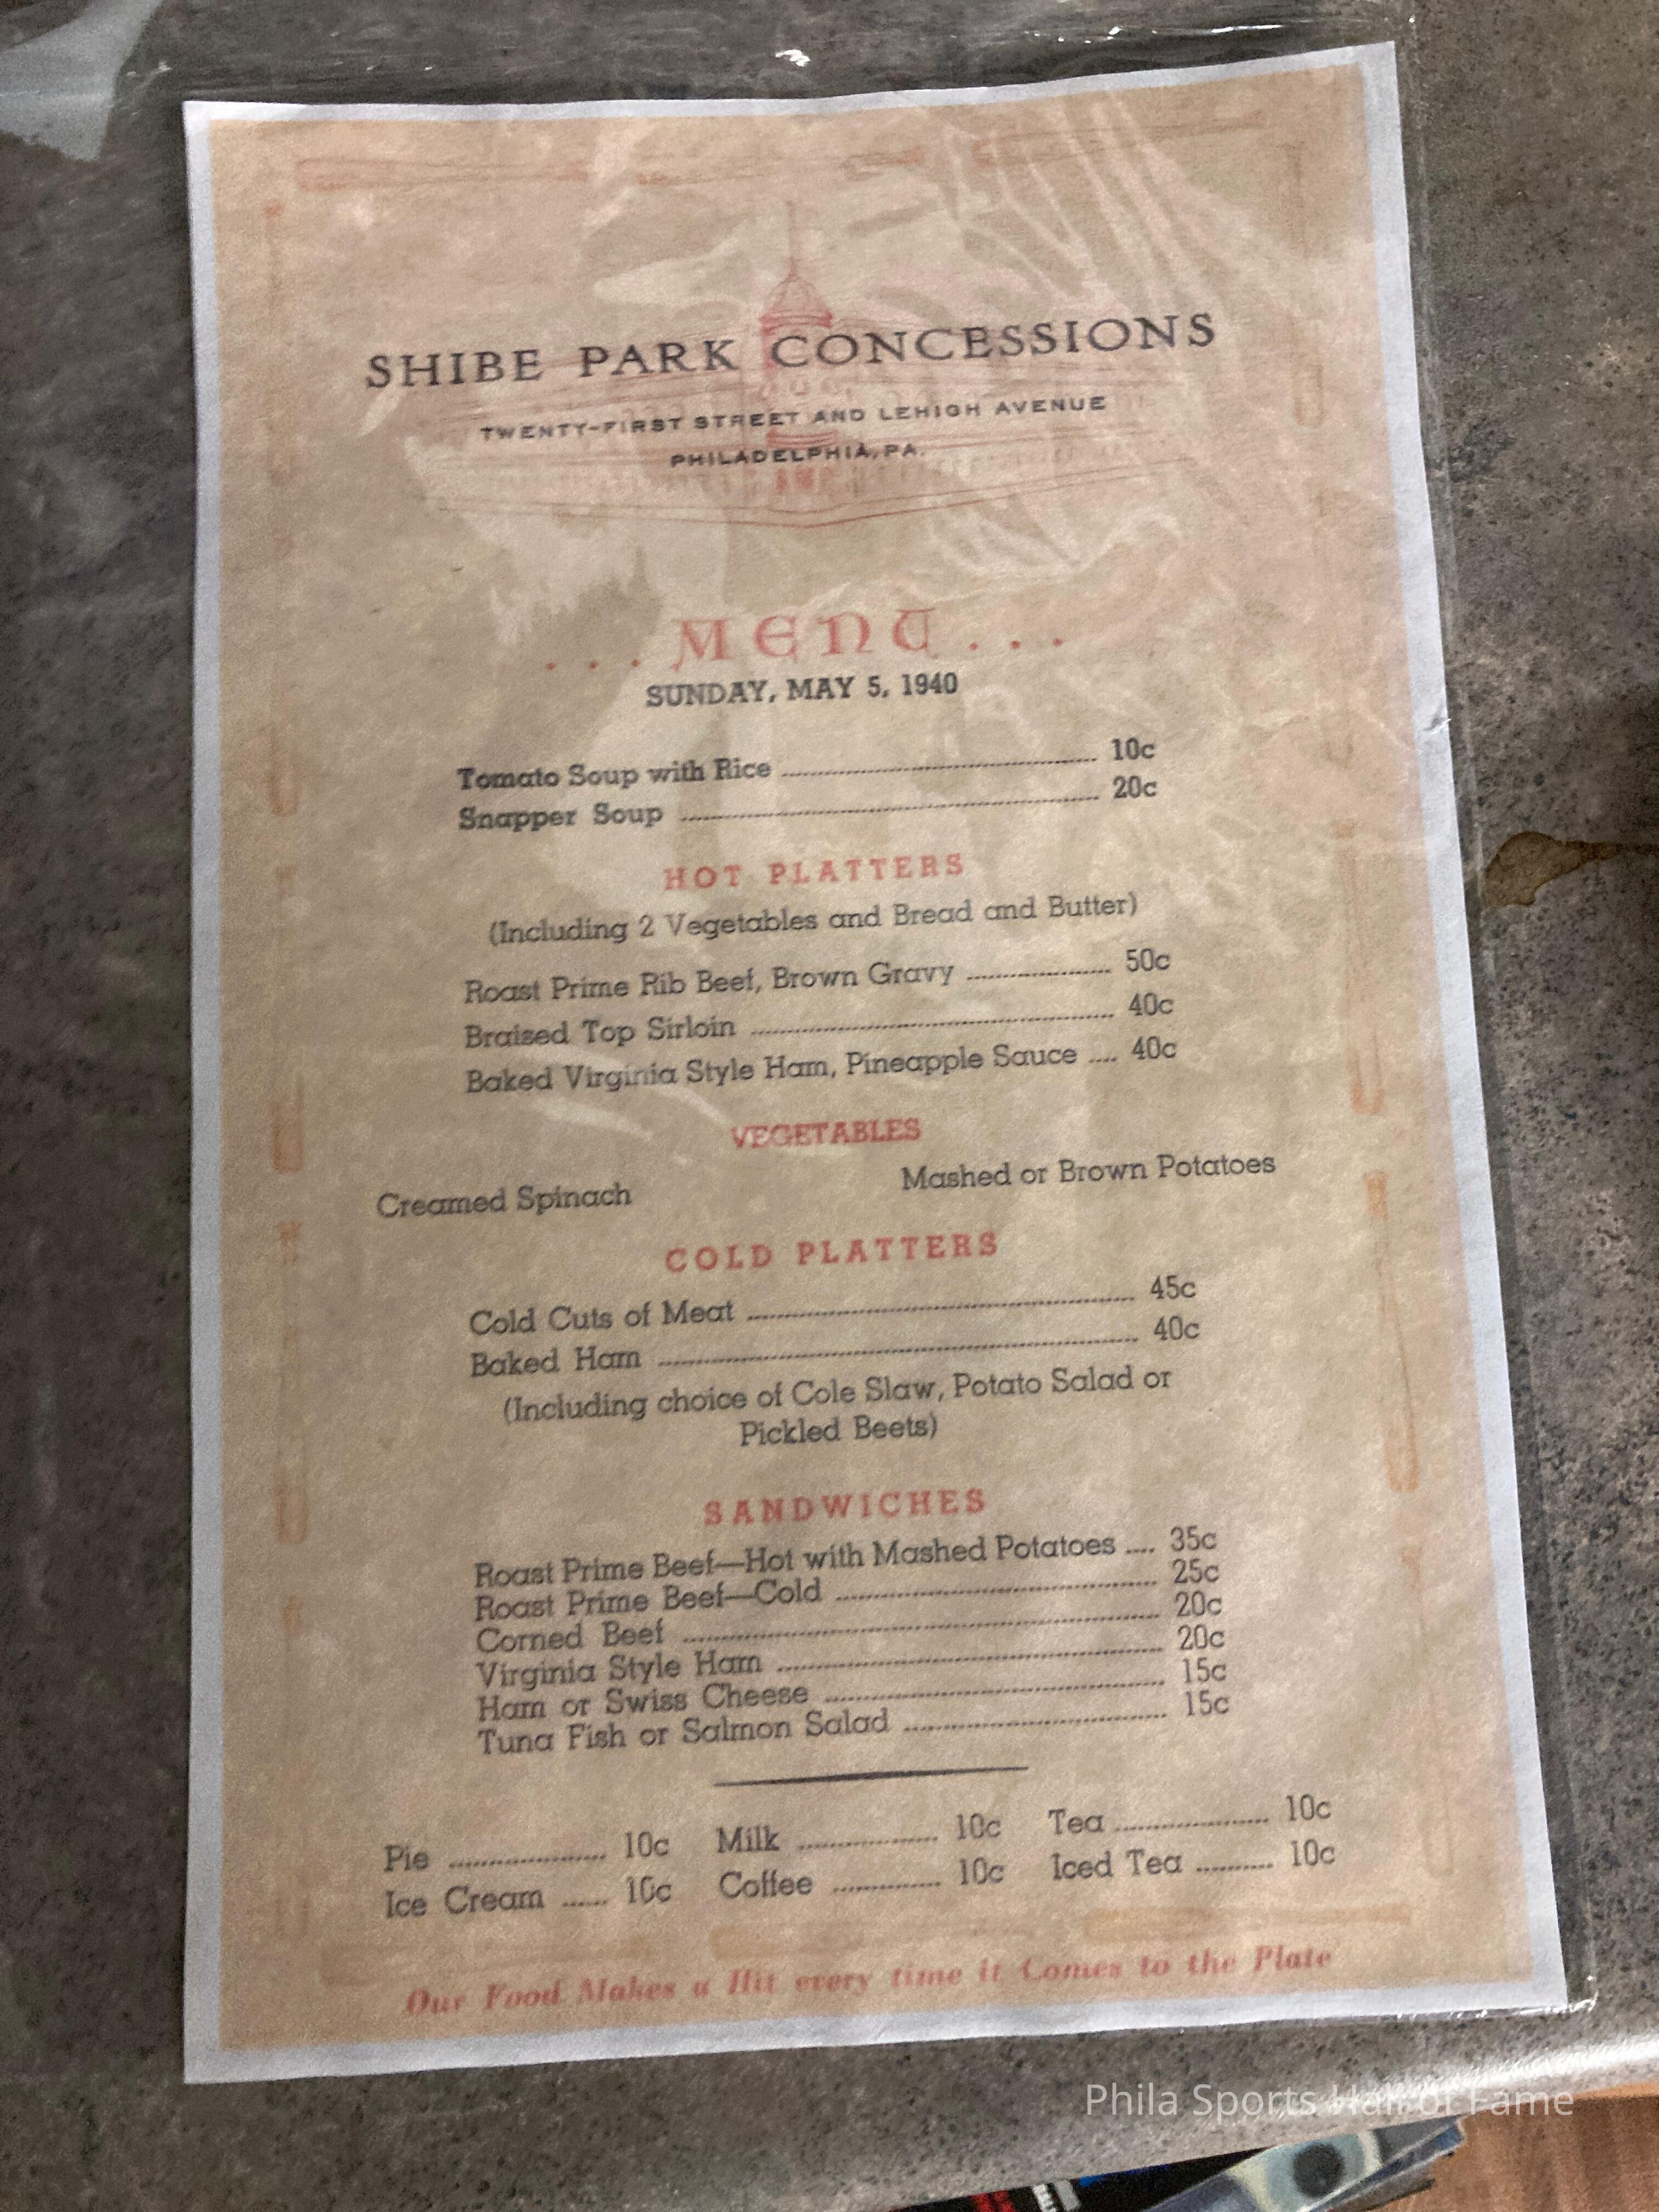 SHIBE PARK CONCESSIONS
TWENTY-FIRST STREET AND LEHIGH AVENUE
PHILADELPHIA, PA.
... MENU ...
SUNDAY, MAY 5, 1940
Tomato Soup with Rice 10c
Snapper Soup 20c
HOT PLATTERS
(Including 2 Vegetables and Bread and Butter)
Roast Prime Rib Beef, Brown Gravy 50c
Braised Top Sirloin 40c
Baked Virginia Style Ham, Pineapple Sauce 40c
VEGETABLES
Creamed Spinach Mashed or Brown Potatoes
COLD PLATTERS
Cold Cuts of Meat 45c
Baked Ham 40c
(Including choice of Cole Slaw, Potato Salad or
Pickled Beets)
SANDWICHES
Roast Prime Beef—Hot with Mashed Potatoes 35c
Roast Prime Beef—Cold 25c
Corned Beef 20c
Virginia Style Ham 20c
Ham or Swiss Cheese 15c
Tuna Fish or Salmon Salad 15c
Pie 10c Milk 10c Tea 10c
Ice Cream 10c Coffee 10c Iced Tea 10c
Our Food Makes a Hit every time it Comes to the Plate
Phila Sports Hall of Fame